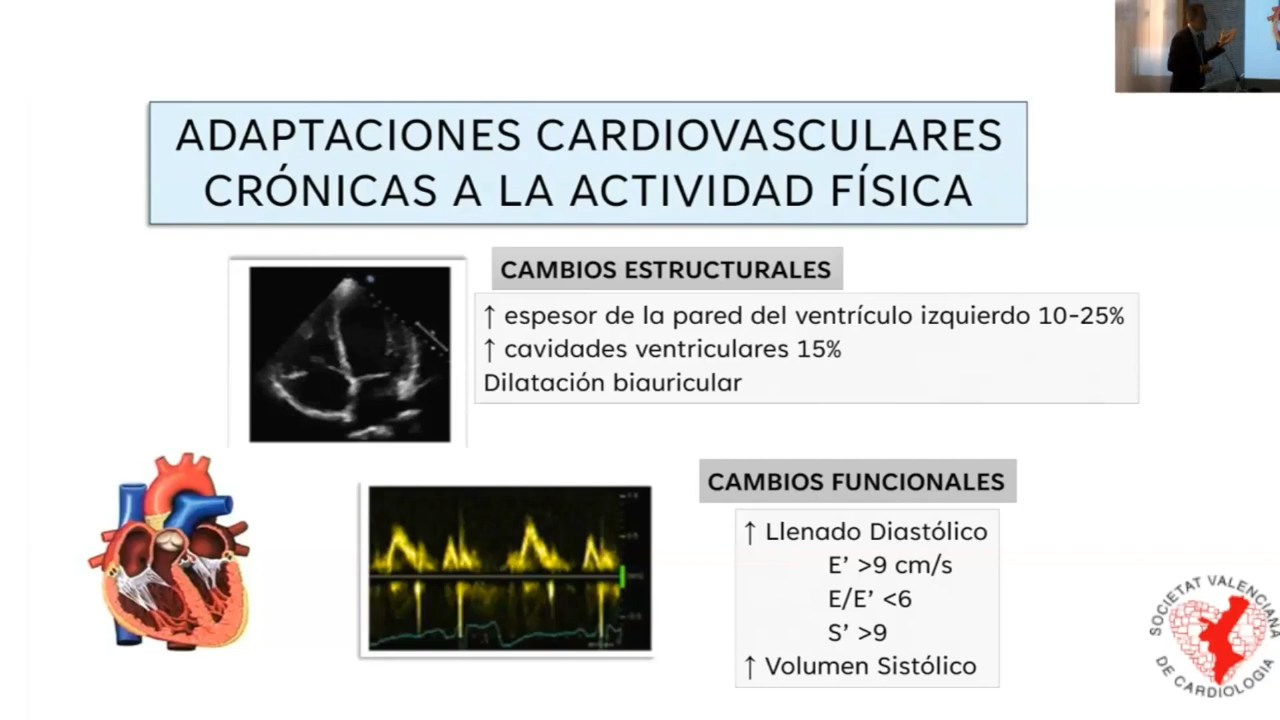 ADAPTACIONES CARDIOVASCULARES
CRÓNICAS A LA ACTIVIDAD FÍSICA
CAMBIOS ESTRUCTURALES
↑ espesor de la pared del ventrículo izquierdo 10-25%
↑ cavidades ventriculares 15%
Dilatación biauricular
CAMBIOS FUNCIONALES
↑ Llenado Diastólico
E’ >9 cm/s
E/E’ <6
S’ >9
↑ Volumen Sistólico
SOCIETAT VALENCIANA
DE CARDIOLOGIA